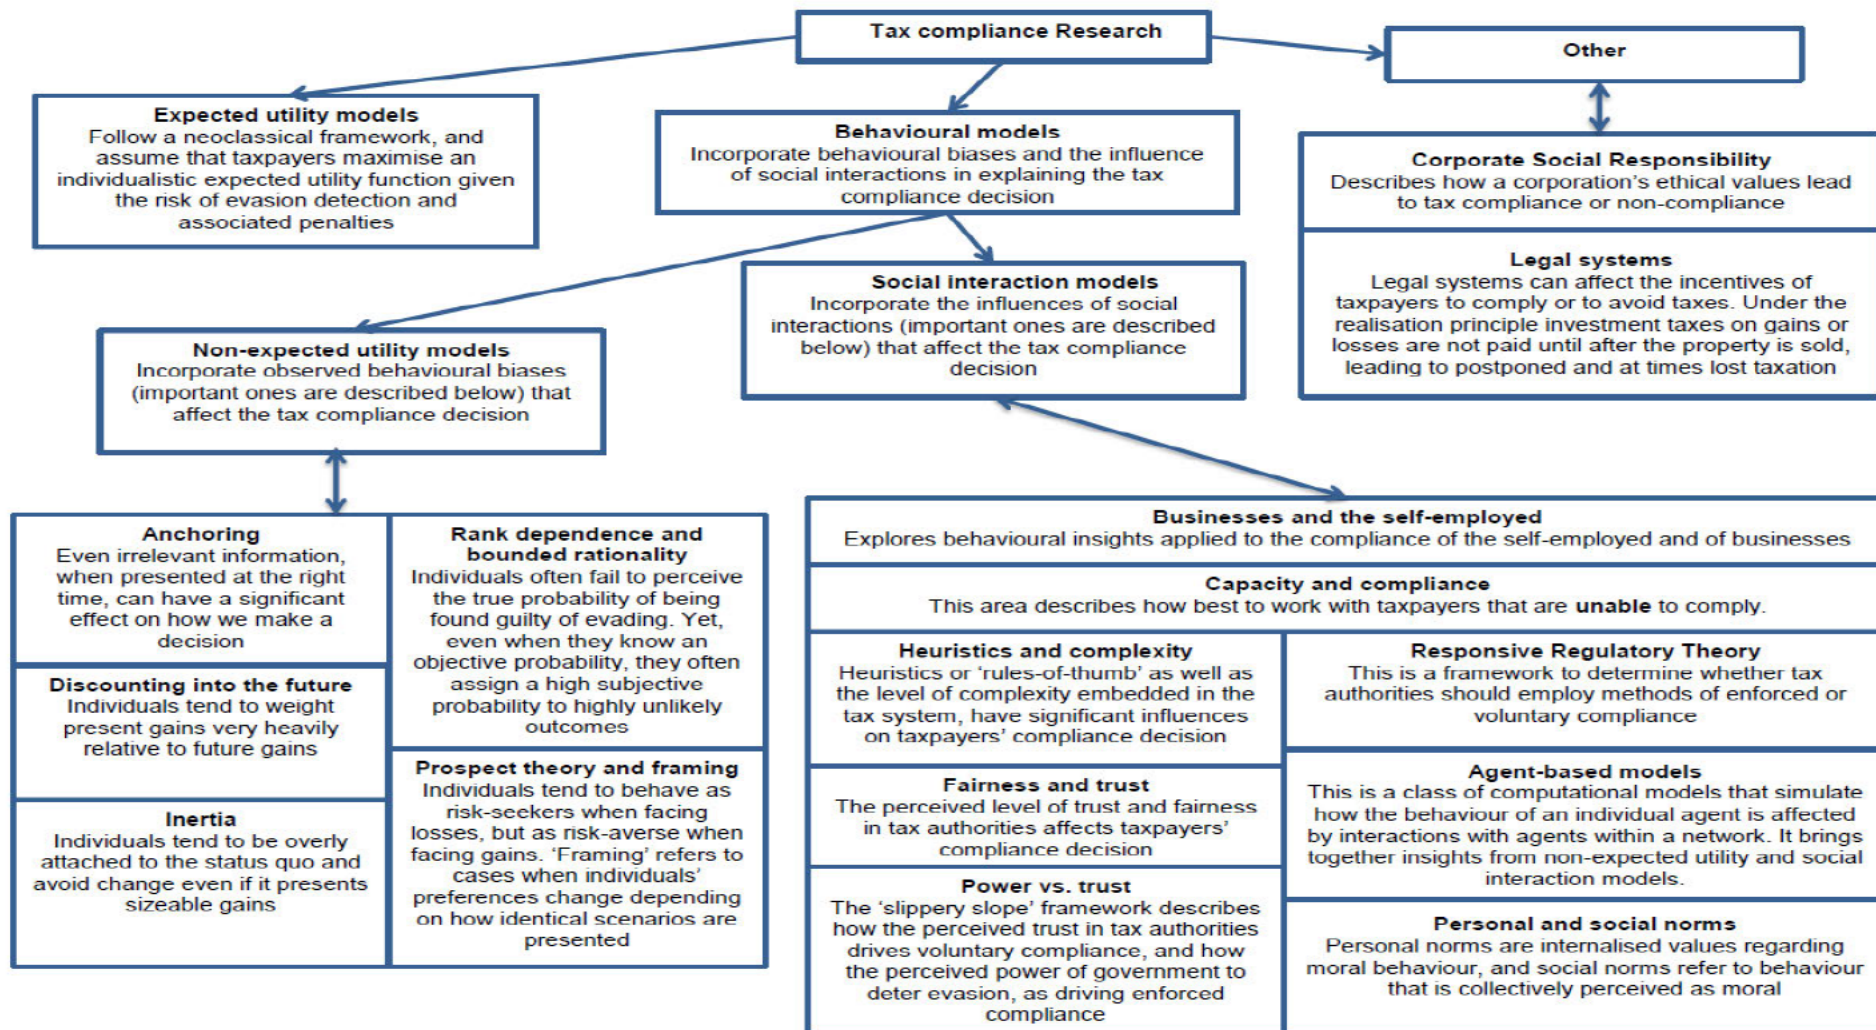 Tax compliance Research
Other
Expected utility models
Follow a neoclassical framework, and
assume that taxpayers maximise an
individualistic expected utility function given
the risk of evasion detection and
associated penalties
Behavioural models
Incorporate behavioural biases and the influence
of social interactions in explaining the tax
compliance decision
Corporate Social Responsibility
Describes how a corporation's ethical values lead
to tax compliance or non-compliance
Legal systems
Legal systems can affect the incentives of
taxpayers to comply or to avoid taxes. Under the
realisation principle investment taxes on gains or
losses are not paid until after the property is sold,
leading to postponed and at times lost taxation
Social interaction models
Incorporate the influences of social
interactions (important ones are described
below) that affect the tax compliance
decision
Non-expected utility models
Incorporate observed behavioural biases
(important ones are described below) that
affect the tax compliance decision
Anchoring
Even irrelevant information,
when presented at the right
time, can have a significant
effect on how we make a
decision
Discounting into the future
Individuals tend to weight
present gains very heavily
relative to future gains
Inertia
Individuals tend to be overly
attached to the status quo and
avoid change even if it presents
sizeable gains
Rank dependence and
bounded rationality
Individuals often fail to perceive
the true probability of being
found guilty of evading. Yet,
even when they know an
objective probability, they often
assign a high subjective
probability to highly unlikely
outcomes
Prospect theory and framing
Individuals tend to behave as
risk-seekers when facing
losses, but as risk-averse when
facing gains. 'Framing' refers to
cases when individuals'
preferences change depending
on how identical scenarios are
presented
Businesses and the self-employed
Explores behavioural insights applied to the compliance of the self-employed and of businesses
Capacity and compliance
This area describes how best to work with taxpayers that are unable to comply.
Heuristics and complexity
Heuristics or 'rules-of-thumb' as well as
the level of complexity embedded in the
tax system, have significant influences
on taxpayers' compliance decision
Fairness and trust
The perceived level of trust and fairness
in tax authorities affects taxpayers'
compliance decision
Power vs. trust
The 'slippery slope' framework describes
how the perceived trust in tax authorities
drives voluntary compliance, and how
the perceived power of government to
deter evasion, as driving enforced
compliance
Responsive Regulatory Theory
This is a framework to determine whether tax
authorities should employ methods of enforced or
voluntary compliance
Agent-based models
This is a class of computational models that simulate
how the behaviour of an individual agent is affected
by interactions with agents within a network. It brings
together insights from non-expected utility and social
interaction models.
Personal and social norms
Personal norms are internalised values regarding
moral behaviour, and social norms refer to behaviour
that is collectively perceived as moral